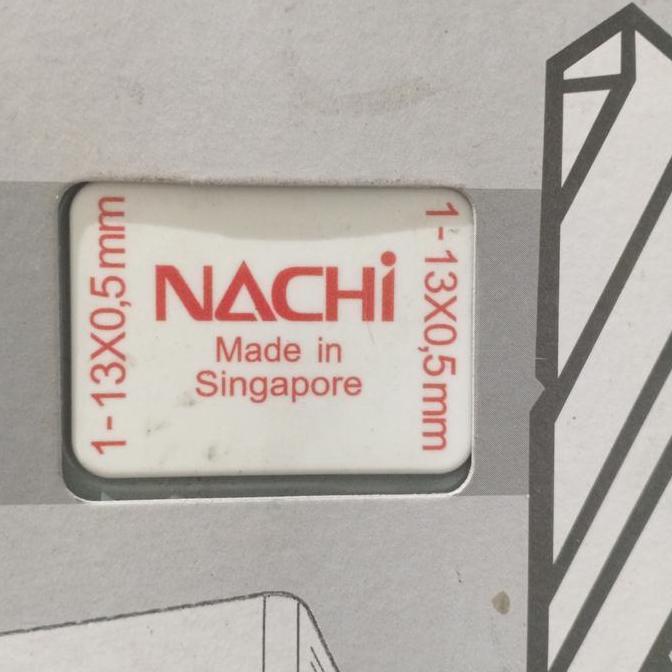 1-13X0,5mm
NACHi
Made in
Singapore
1-13X0,5mm